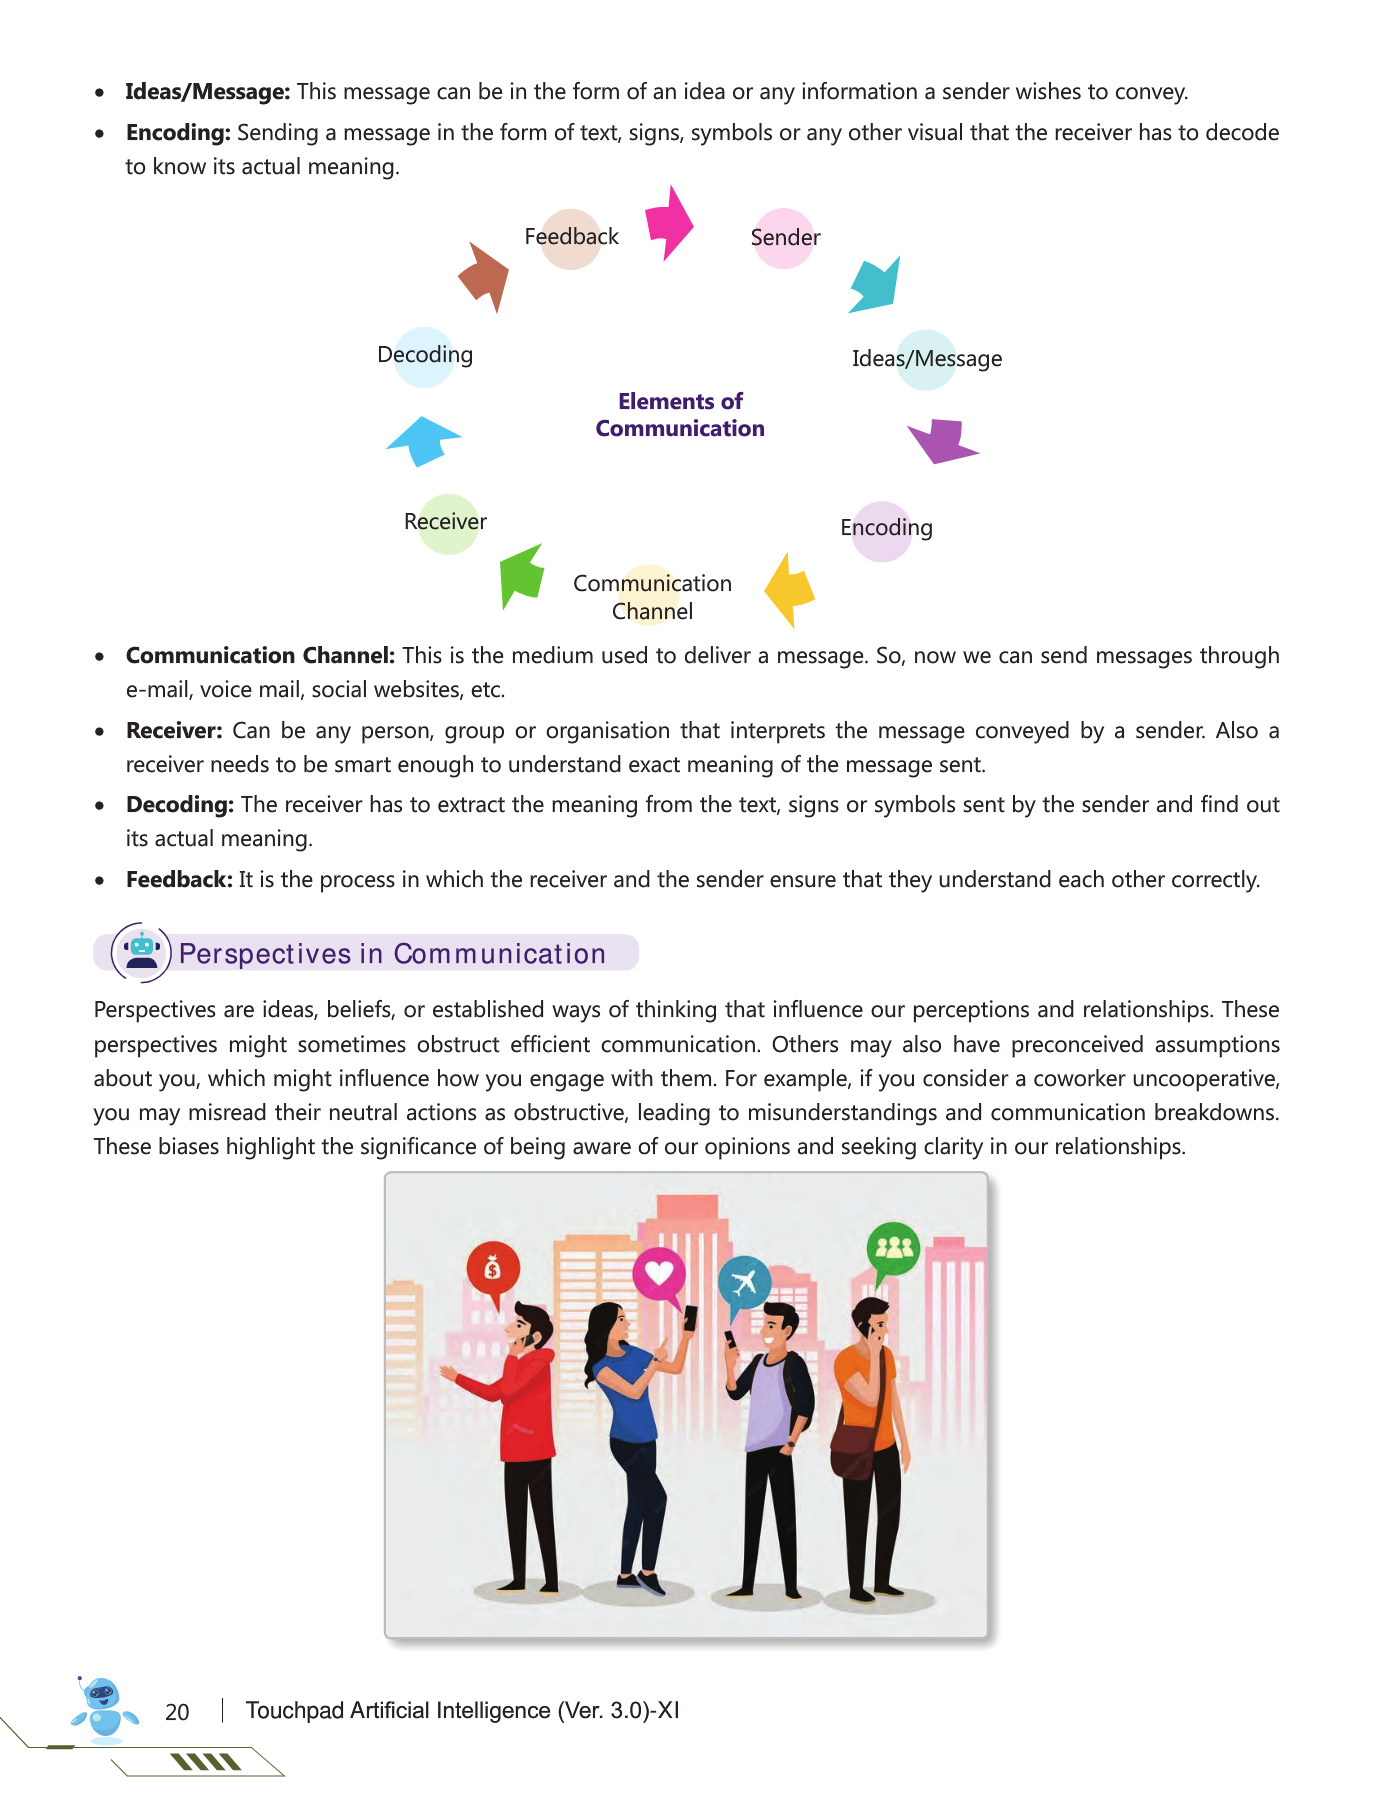 • Ideas/Message: This message can be in the form of an idea or any information a sender wishes to convey.
• Encoding: Sending a message in the form of text, signs, symbols or any other visual that the receiver has to decode
to know its actual meaning.
Feedback
Sender
Decoding
Ideas/Message
Elements of
Communication
Receiver
Encoding
Communication
Channel
• Communication Channel: This is the medium used to deliver a message. So, now we can send messages through
e-mail, voice mail, social websites, etc.
• Receiver: Can be any person, group or organisation that interprets the message conveyed by a sender. Also a
receiver needs to be smart enough to understand exact meaning of the message sent.
• Decoding: The receiver has to extract the meaning from the text, signs or symbols sent by the sender and find out
its actual meaning.
• Feedback: It is the process in which the receiver and the sender ensure that they understand each other correctly.
Perspectives in Communication
Perspectives are ideas, beliefs, or established ways of thinking that influence our perceptions and relationships. These
perspectives might sometimes obstruct efficient communication. Others may also have preconceived assumptions
about you, which might influence how you engage with them. For example, if you consider a coworker uncooperative,
you may misread their neutral actions as obstructive, leading to misunderstandings and communication breakdowns.
These biases highlight the significance of being aware of our opinions and seeking clarity in our relationships.
$
20
Touchpad Artificial Intelligence (Ver. 3.0)-XI